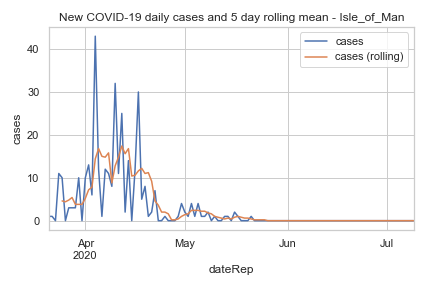 New COVID-19 daily cases and 5 day rolling mean - Isle_of_Man
cases
cases (rolling)
40
30
20
10
0
cases
Apr
2020
May
Jun
Jul
dateRep